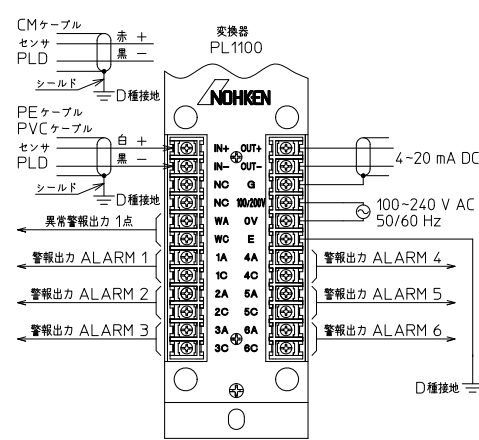 CMケーブル
センサ
PLD
赤 +
黒 −
シールド
D種接地
PEケーブル
PVCケーブル
センサ
PLD
白 +
黒 −
シールド
D種接地
異常警報出力 1点
警報出力 ALARM 1
警報出力 ALARM 2
警報出力 ALARM 3
変換器
PL1100
NOHKEN
IN+ OUT+
IN- OUT-
NC G
NC 100/200V
WA 0V
WC E
1A 4A
1C 4C
2A 5A
2C 5C
3A 6A
3C 6C
4~20 mA DC
100~240 V AC
50/60 Hz
警報出力 ALARM 4
警報出力 ALARM 5
警報出力 ALARM 6
D種接地